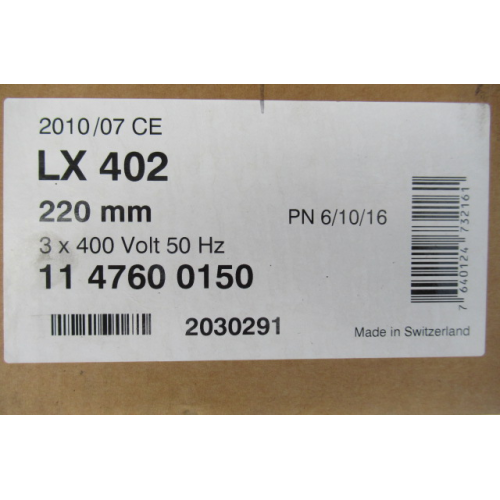 2010/07 CE
LX 402
220 mm
PN 6/10/16
3 x 400 Volt 50 Hz
11 4760 0150
2030291
7 640124 732161
Made in Switzerland